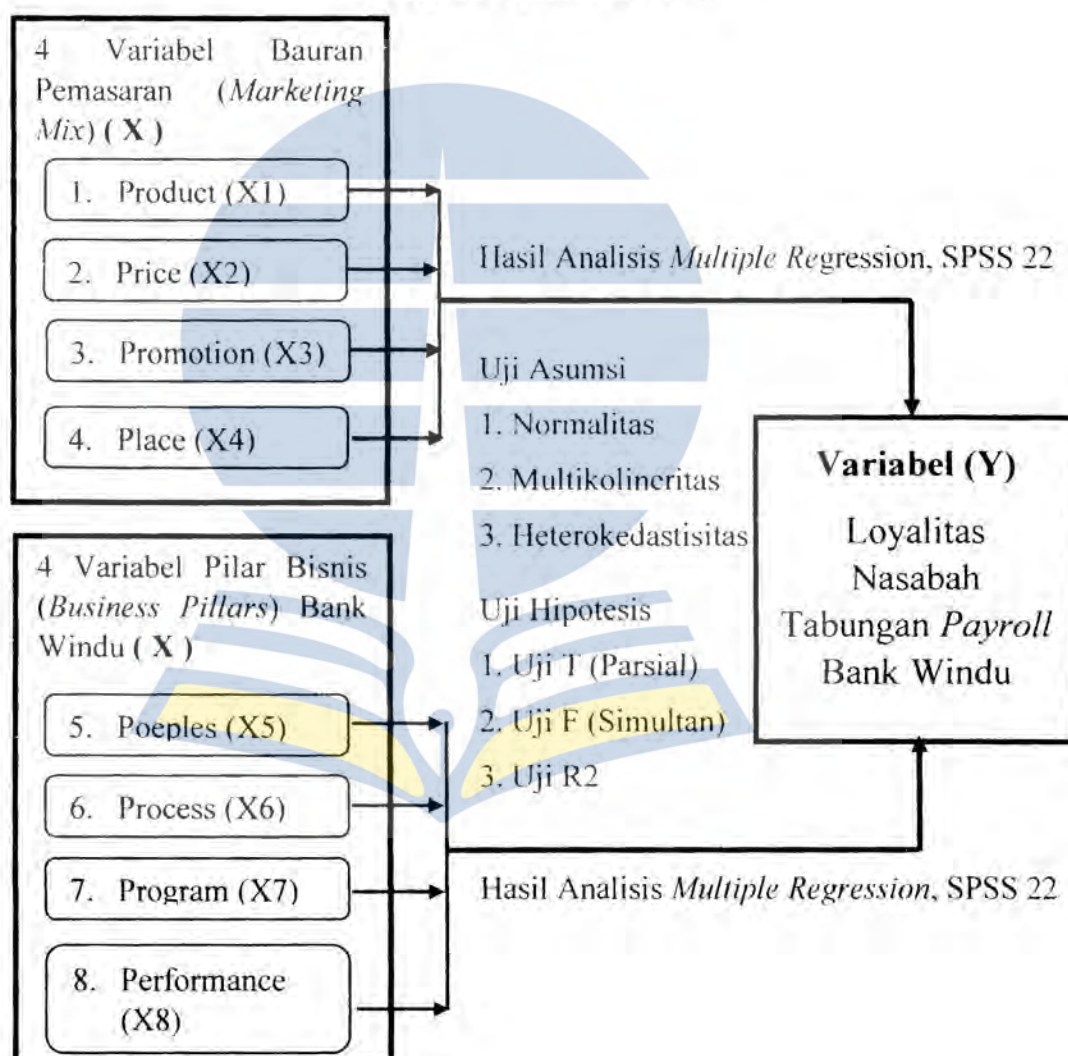 4 Variabel Bauran
Pemasaran (Marketing
Mix) ( X )
1. Product (X1)
2. Price (X2)
3. Promotion (X3)
4. Place (X4)
4 Variabel Pilar Bisnis
(Business Pillars) Bank
Windu ( X )
5. Poeples (X5)
6. Process (X6)
7. Program (X7)
8. Performance
(X8)
Hasil Analisis Multiple Regression, SPSS 22
Uji Asumsi
1. Normalitas
2. Multikolineritas
3. Heterokedastisitas
Uji Hipotesis
1. Uji T (Parsial)
2. Uji F (Simultan)
3. Uji R2
Hasil Analisis Multiple Regression, SPSS 22
Variabel (Y)
Loyalitas
Nasabah
Tabungan Payroll
Bank Windu